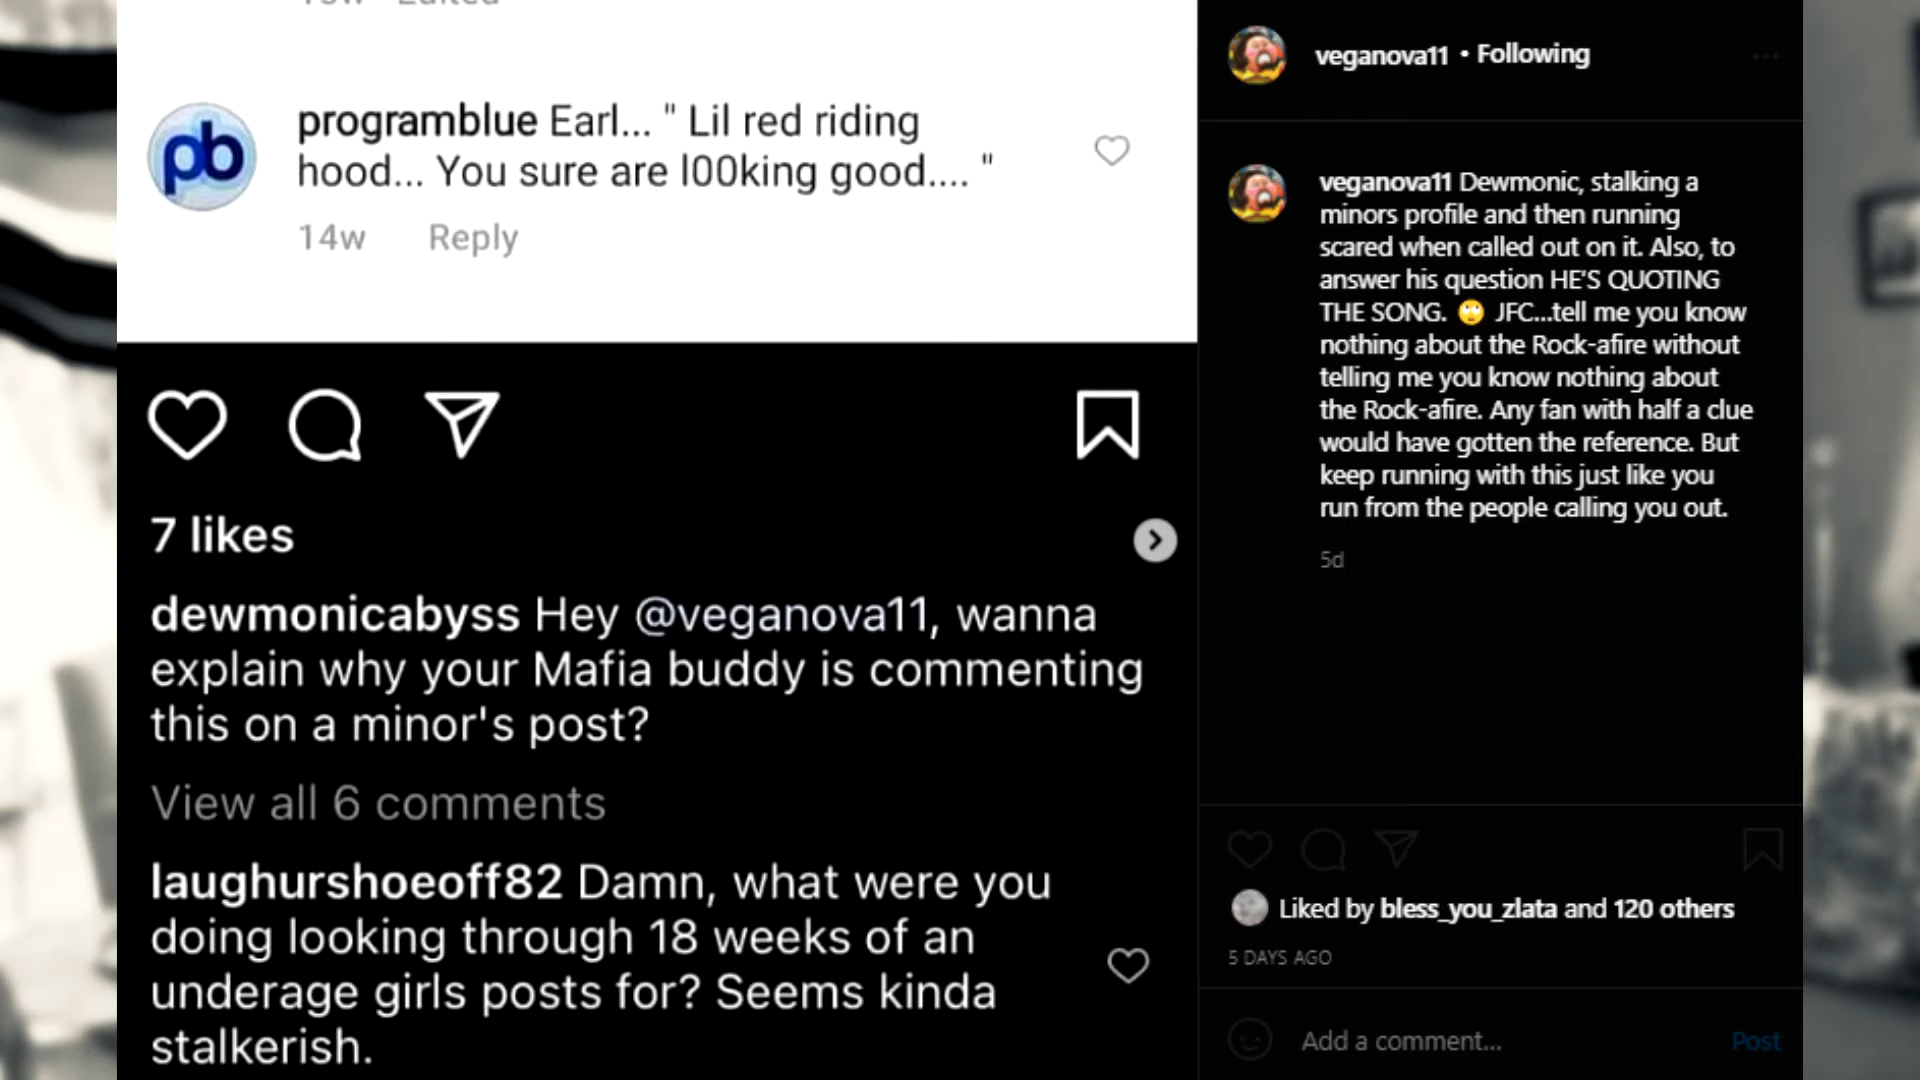 pb
programblue Earl... " Lil red riding
hood... You sure are l00king good.... "
14w Reply
7 likes
dewmonicabyss Hey @veganova11, wanna
explain why your Mafia buddy is commenting
this on a minor's post?
View all 6 comments
laughurshoeoff82 Damn, what were you
doing looking through 18 weeks of an
underage girls posts for? Seems kinda
stalkerish.
veganova11 • Following
veganova11 Dewmonic, stalking a
minors profile and then running
scared when called out on it. Also, to
answer his question HE'S QUOTING
THE SONG. 🙄 JFC...tell me you know
nothing about the Rock-afire without
telling me you know nothing about
the Rock-afire. Any fan with half a clue
would have gotten the reference. But
keep running with this just like you
run from the people calling you out.
5d
Liked by bless_you_zlata and 120 others
5 DAYS AGO
Add a comment... Post